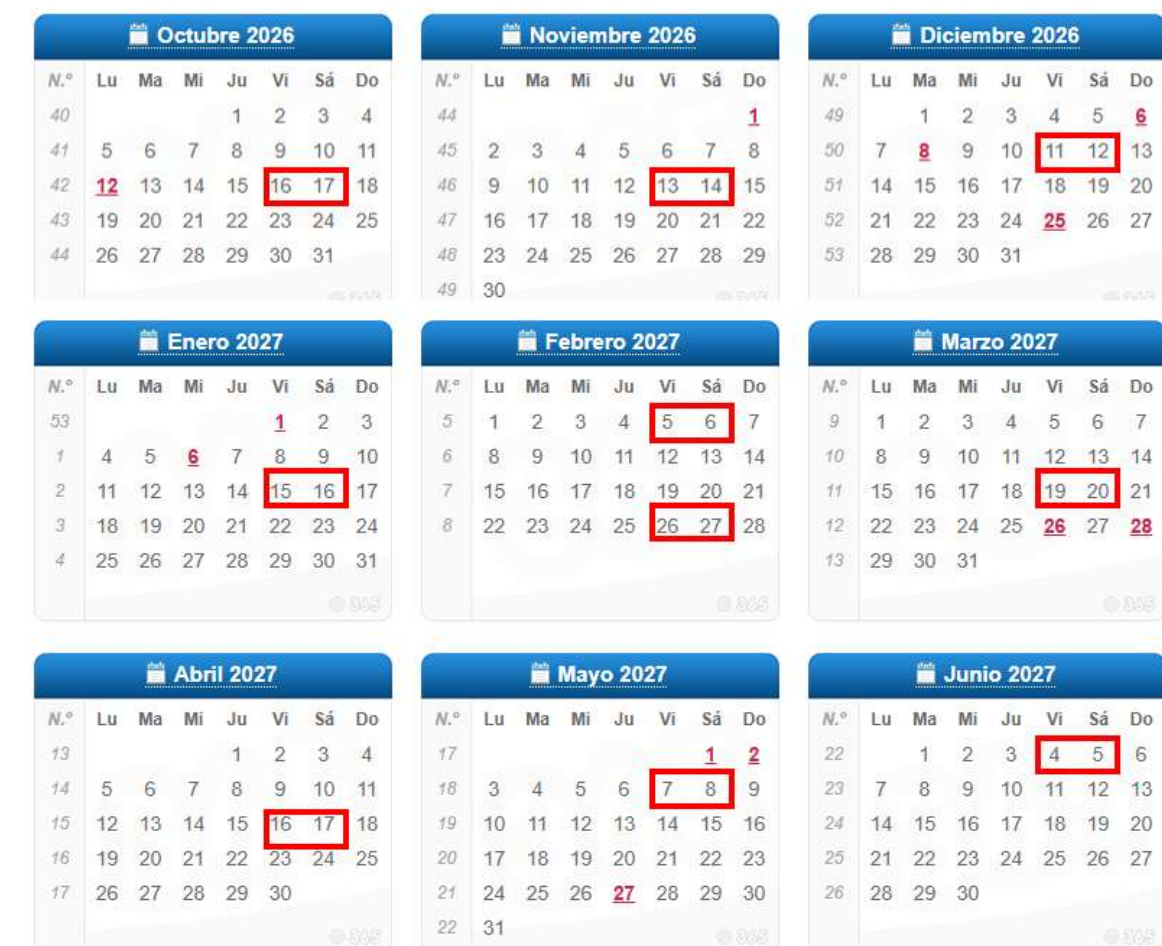 Octubre 2026
N.º Lu Ma Mi Ju Vi Sá Do
40 1 2 3 4
41 5 6 7 8 9 10 11
42 12 13 14 15 16 17 18
43 19 20 21 22 23 24 25
44 26 27 28 29 30 31
Noviembre 2026
N.º Lu Ma Mi Ju Vi Sá Do
44 1
45 2 3 4 5 6 7 8
46 9 10 11 12 13 14 15
47 16 17 18 19 20 21 22
48 23 24 25 26 27 28 29
49 30
Diciembre 2026
N.º Lu Ma Mi Ju Vi Sá Do
49 1 2 3 4 5 6
50 7 8 9 10 11 12 13
51 14 15 16 17 18 19 20
52 21 22 23 24 25 26 27
53 28 29 30 31
Enero 2027
N.º Lu Ma Mi Ju Vi Sá Do
53 1 2 3
1 4 5 6 7 8 9 10
2 11 12 13 14 15 16 17
3 18 19 20 21 22 23 24
4 25 26 27 28 29 30 31
365
Febrero 2027
N.º Lu Ma Mi Ju Vi Sá Do
5 1 2 3 4 5 6 7
6 8 9 10 11 12 13 14
7 15 16 17 18 19 20 21
8 22 23 24 25 26 27 28
365
Marzo 2027
N.º Lu Ma Mi Ju Vi Sá Do
9 1 2 3 4 5 6 7
10 8 9 10 11 12 13 14
11 15 16 17 18 19 20 21
12 22 23 24 25 26 27 28
13 29 30 31
365
Abril 2027
N.º Lu Ma Mi Ju Vi Sá Do
13 1 2 3 4
14 5 6 7 8 9 10 11
15 12 13 14 15 16 17 18
16 19 20 21 22 23 24 25
17 26 27 28 29 30
365
Mayo 2027
N.º Lu Ma Mi Ju Vi Sá Do
17 1 2
18 3 4 5 6 7 8 9
19 10 11 12 13 14 15 16
20 17 18 19 20 21 22 23
21 24 25 26 27 28 29 30
22 31
365
Junio 2027
N.º Lu Ma Mi Ju Vi Sá Do
22 1 2 3 4 5 6
23 7 8 9 10 11 12 13
24 14 15 16 17 18 19 20
25 21 22 23 24 25 26 27
26 28 29 30
365